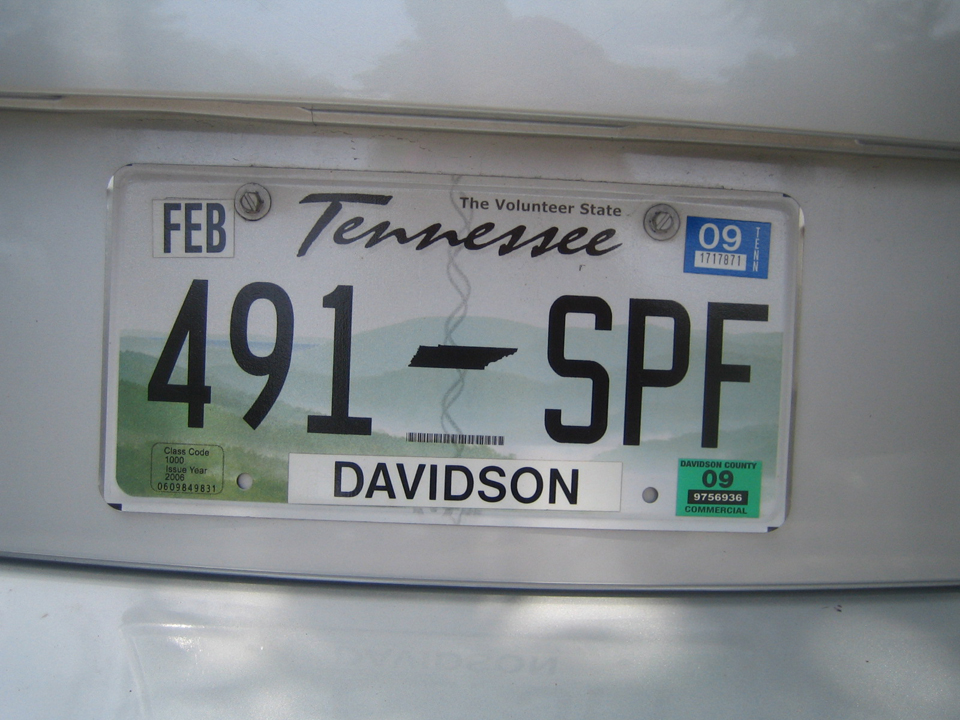 The Volunteer State
FEB
Tennessee
09
TENN
1717871
491 SPF
Class Code
1000
Issue Year
2006
0609849831
DAVIDSON
DAVIDSON COUNTY
09
9756936
COMMERCIAL